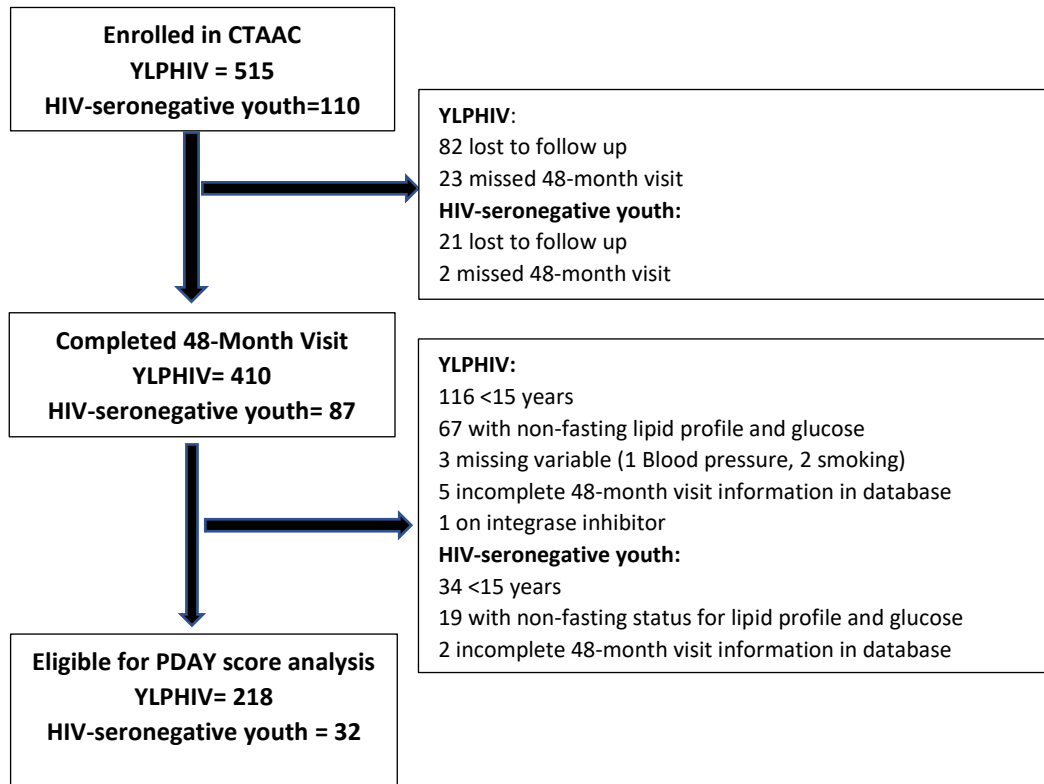 Enrolled in CTAAC
YLPHIV = 515
HIV-seronegative youth=110
YLPHIV:
82 lost to follow up
23 missed 48-month visit
HIV-seronegative youth:
21 lost to follow up
2 missed 48-month visit
Completed 48-Month Visit
YLPHIV= 410
HIV-seronegative youth= 87
YLPHIV:
116 <15 years
67 with non-fasting lipid profile and glucose
3 missing variable (1 Blood pressure, 2 smoking)
5 incomplete 48-month visit information in database
1 on integrase inhibitor
HIV-seronegative youth:
34 <15 years
19 with non-fasting status for lipid profile and glucose
2 incomplete 48-month visit information in database
Eligible for PDAY score analysis
YLPHIV= 218
HIV-seronegative youth = 32